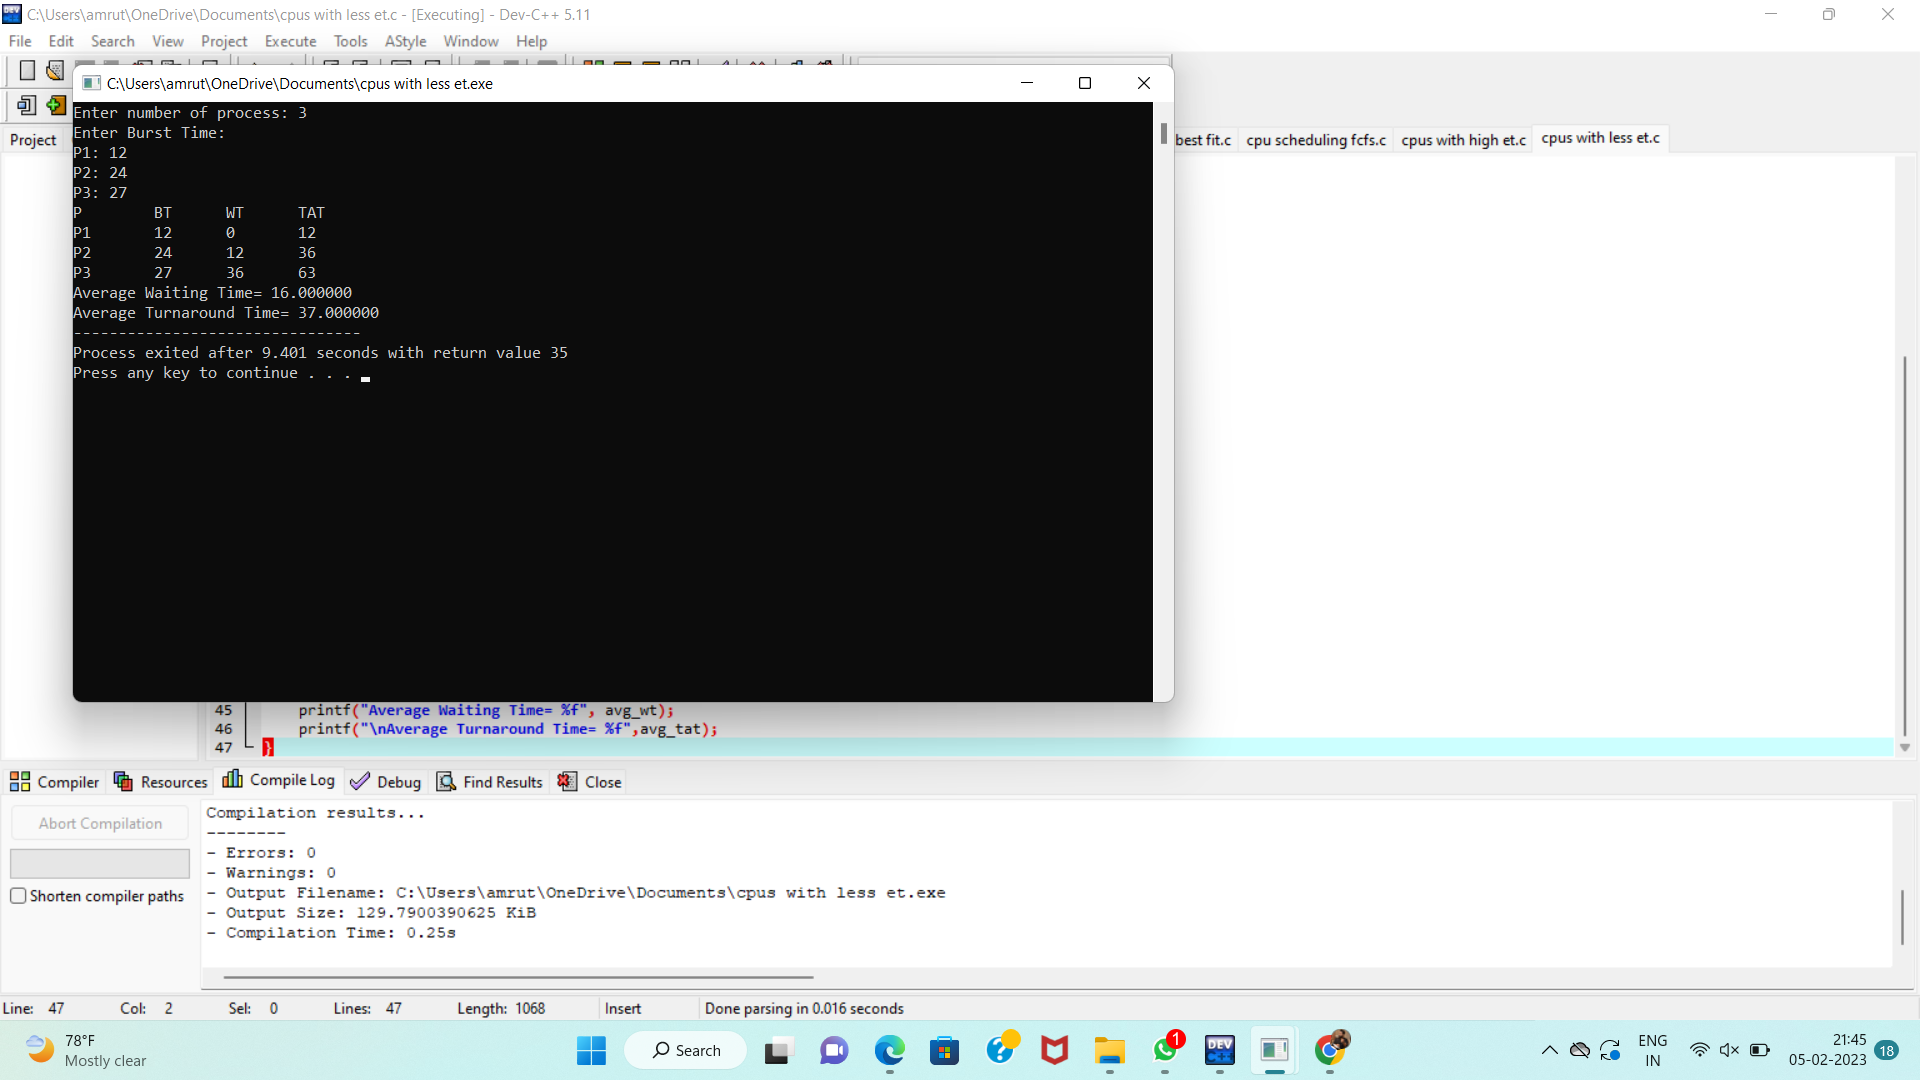 C:\Users\amrut\OneDrive\Documents\cpus with less et.c - [Executing] - Dev-C++ 5.11
File Edit Search View Project Execute Tools AStyle Window Help
C:\Users\amrut\OneDrive\Documents\cpus with less et.exe
Enter number of process: 3
Enter Burst Time:
P1: 12
P2: 24
P3: 27
P BT WT TAT
P1 12 0 12
P2 24 12 36
P3 27 36 63
Average Waiting Time= 16.000000
Average Turnaround Time= 37.000000
--------------------------------
Process exited after 9.401 seconds with return value 35
Press any key to continue . . .
Project
best fit.c cpu scheduling fcfs.c cpus with high et.c cpus with less et.c
45 printf("Average Waiting Time= %f", avg_wt);
46 printf("\nAverage Turnaround Time= %f",avg_tat);
47 }
Compiler Resources Compile Log Debug Find Results Close
Abort Compilation
Shorten compiler paths
Compilation results...
--------
- Errors: 0
- Warnings: 0
- Output Filename: C:\Users\amrut\OneDrive\Documents\cpus with less et.exe
- Output Size: 129.7900390625 KiB
- Compilation Time: 0.25s
Line: 47 Col: 2 Sel: 0 Lines: 47 Length: 1068 Insert Done parsing in 0.016 seconds
78°F
Mostly clear
Search
1
DEV
C++
ENG
IN
21:45
05-02-2023
18